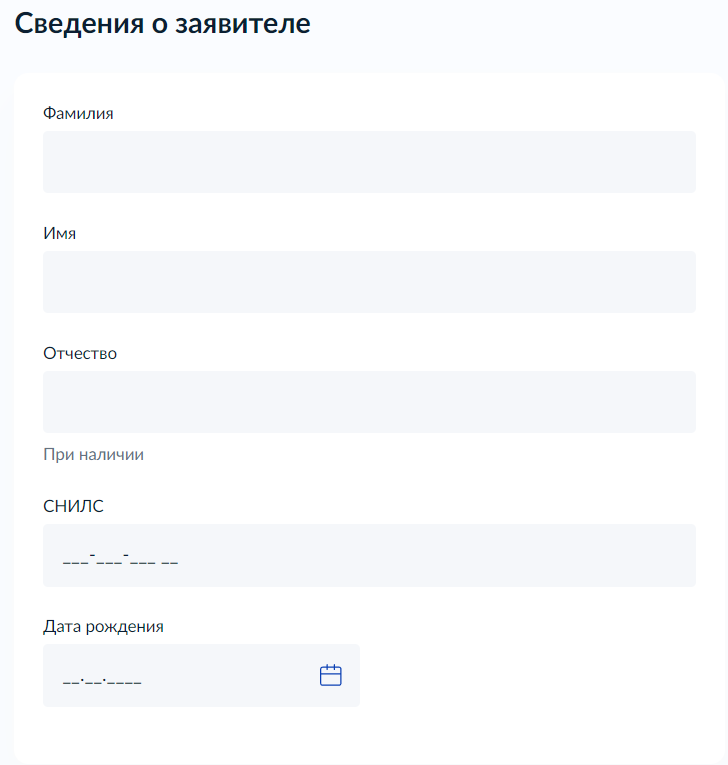 Сведения о заявителе
Фамилия
Имя
Отчество
При наличии
СНИЛС
___-___-___ __
Дата рождения
__.__.____